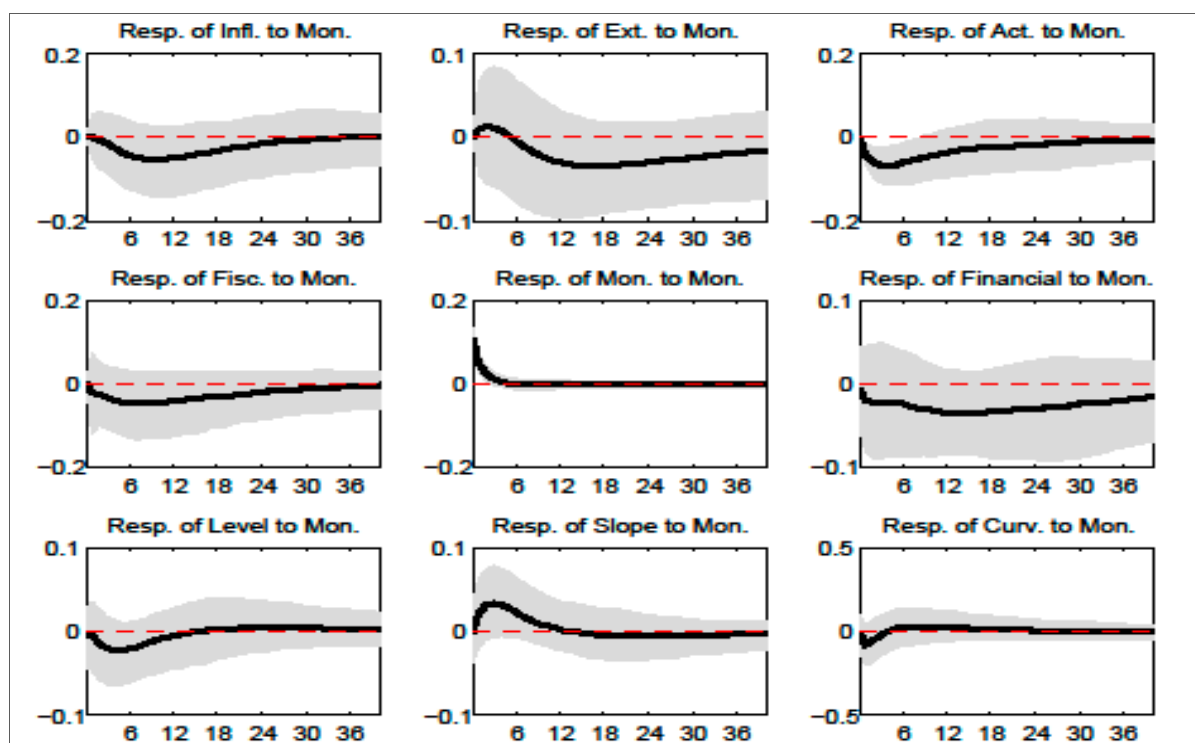 Resp. of Infl. to Mon. Resp. of Ext. to Mon. Resp. of Act. to Mon.
0.2 0.1 0.2
0 0 0
−0.2 −0.1 −0.2
6 12 18 24 30 36 6 12 18 24 30 36 6 12 18 24 30 36
Resp. of Fisc. to Mon. Resp. of Mon. to Mon. Resp. of Financial to Mon.
0.2 0.2 0.1
0 0 0
−0.2 −0.2 −0.1
6 12 18 24 30 36 6 12 18 24 30 36 6 12 18 24 30 36
Resp. of Level to Mon. Resp. of Slope to Mon. Resp. of Curv. to Mon.
0.1 0.1 0.5
0 0 0
−0.1 −0.1 −0.5
6 12 18 24 30 36 6 12 18 24 30 36 6 12 18 24 30 36